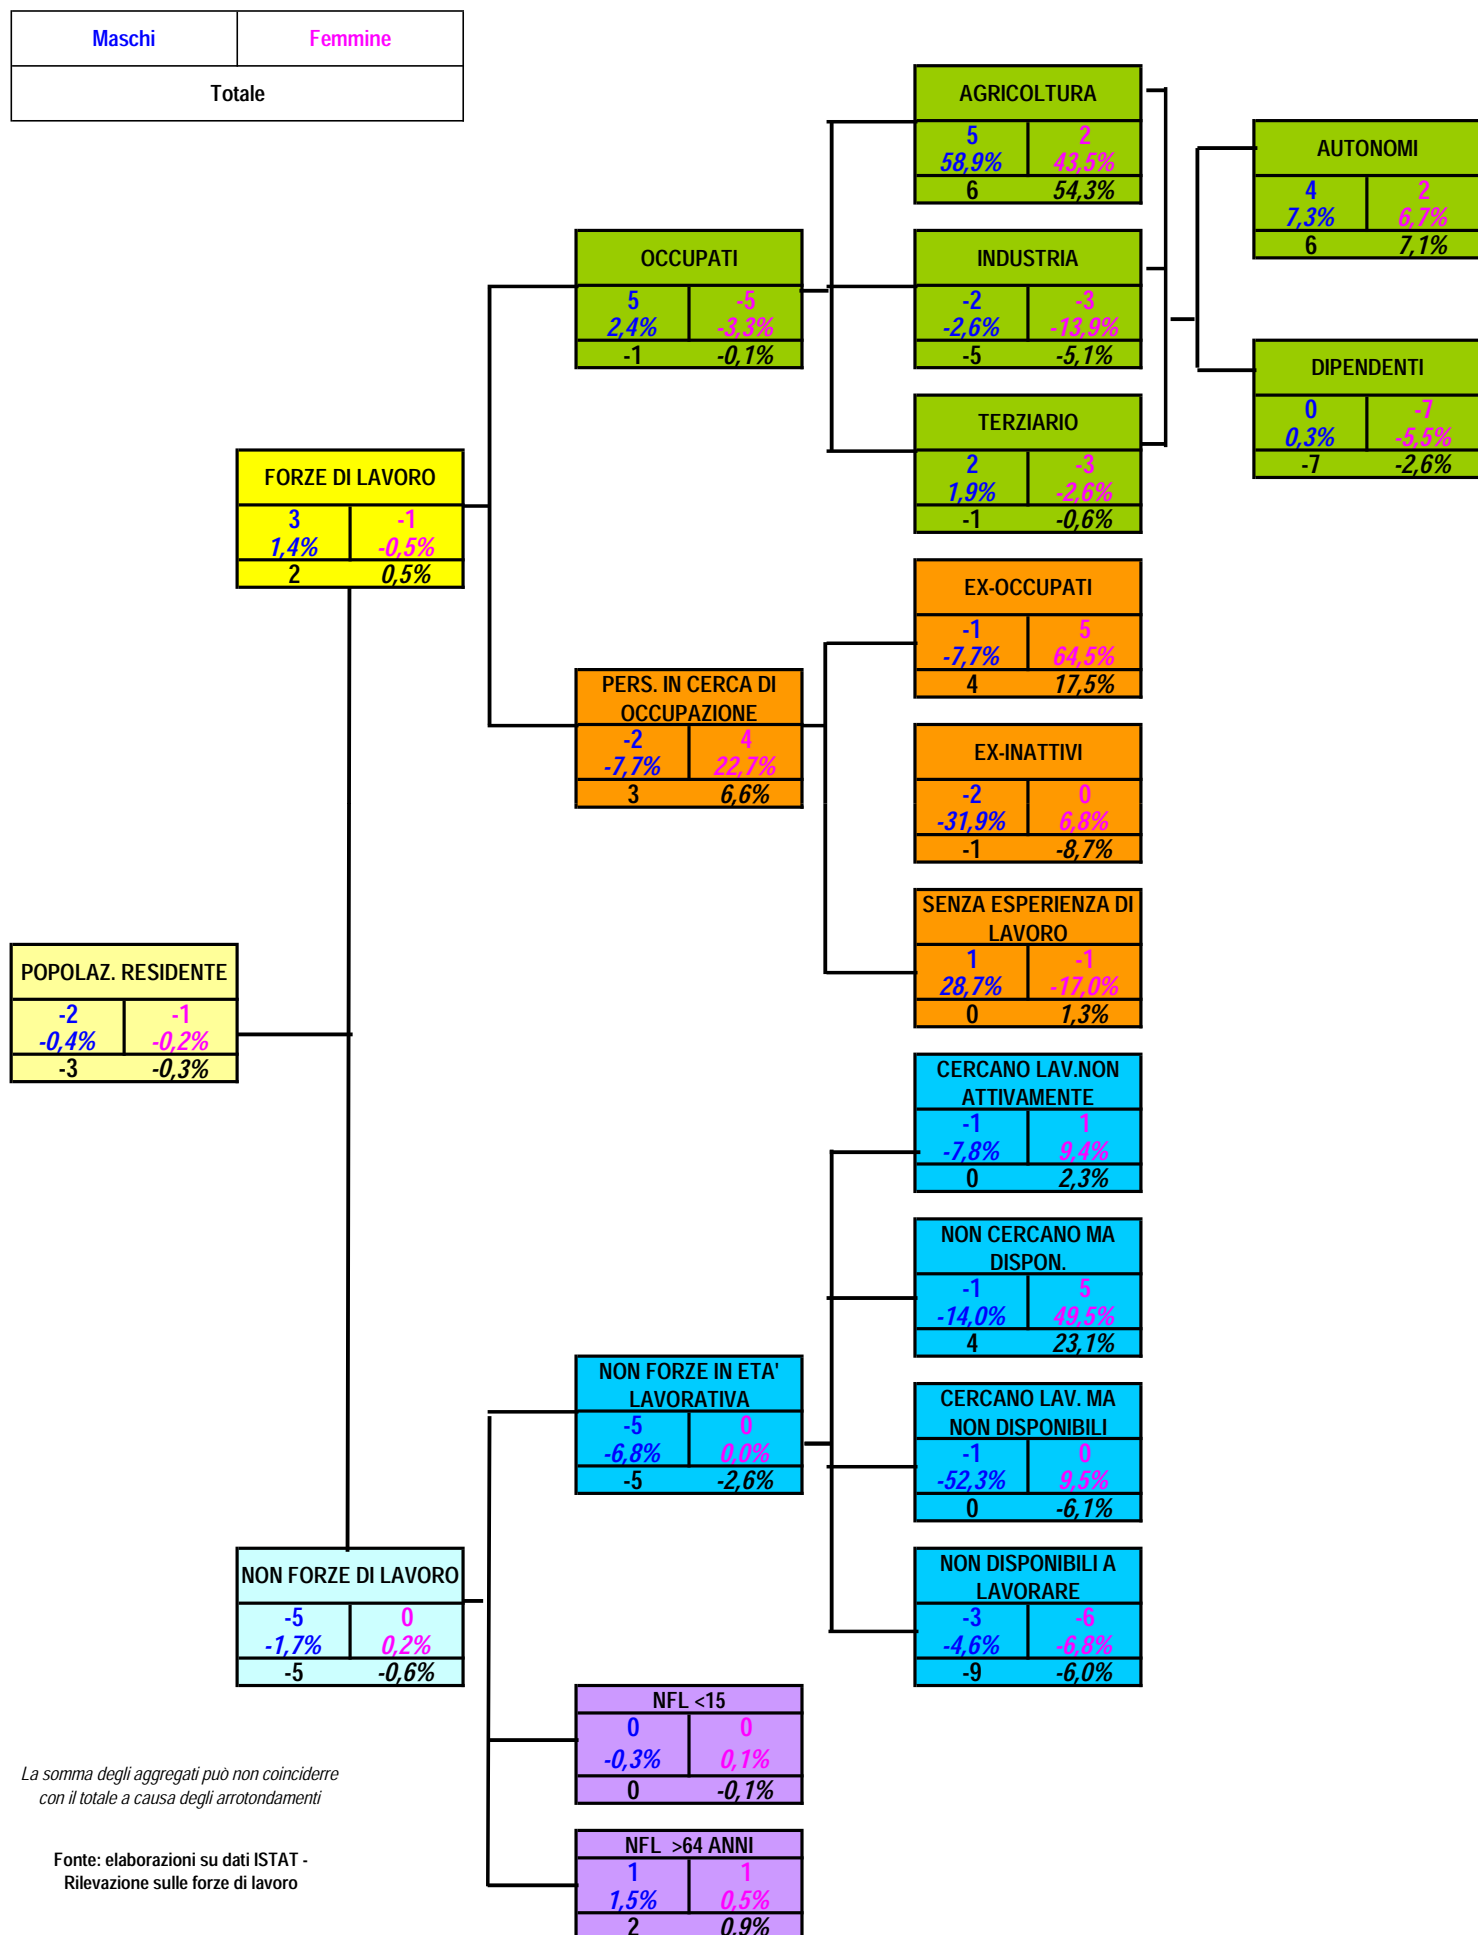 Maschi Femmine
Totale
AGRICOLTURA
5 2
58,9% 43,5%
6 54,3%
AUTONOMI
4 2
7,3% 6,7%
6 7,1%
OCCUPATI
5 -5
2,4% -3,3%
-1 -0,1%
INDUSTRIA
-2 -3
-2,6% -13,9%
-5 -5,1%
DIPENDENTI
0 -7
0,3% -5,5%
-7 -2,6%
TERZIARIO
2 -3
1,9% -2,6%
-1 -0,6%
FORZE DI LAVORO
3 -1
1,4% -0,5%
2 0,5%
EX-OCCUPATI
-1 5
-7,7% 64,5%
4 17,5%
PERS. IN CERCA DI
OCCUPAZIONE
-2 4
-7,7% 22,7%
3 6,6%
EX-INATTIVI
-2 0
-31,9% 6,8%
-1 -8,7%
SENZA ESPERIENZA DI
LAVORO
1 -1
28,7% -17,0%
0 1,3%
POPOLAZ. RESIDENTE
-2 -1
-0,4% -0,2%
-3 -0,3%
CERCANO LAV.NON
ATTIVAMENTE
-1 1
-7,8% 9,4%
0 2,3%
NON CERCANO MA
DISPON.
-1 5
-14,0% 49,5%
4 23,1%
NON FORZE IN ETA'
LAVORATIVA
-5 0
-6,8% 0,0%
-5 -2,6%
CERCANO LAV. MA
NON DISPONIBILI
-1 0
-52,3% 9,5%
0 -6,1%
NON FORZE DI LAVORO
-5 0
-1,7% 0,2%
-5 -0,6%
NON DISPONIBILI A
LAVORARE
-3 -6
-4,6% -6,8%
-9 -6,0%
NFL <15
0 0
-0,3% 0,1%
0 -0,1%
La somma degli aggregati può non coinciderre
con il totale a causa degli arrotondamenti
NFL >64 ANNI
1 1
1,5% 0,5%
2 0,9%
Fonte: elaborazioni su dati ISTAT -
Rilevazione sulle forze di lavoro